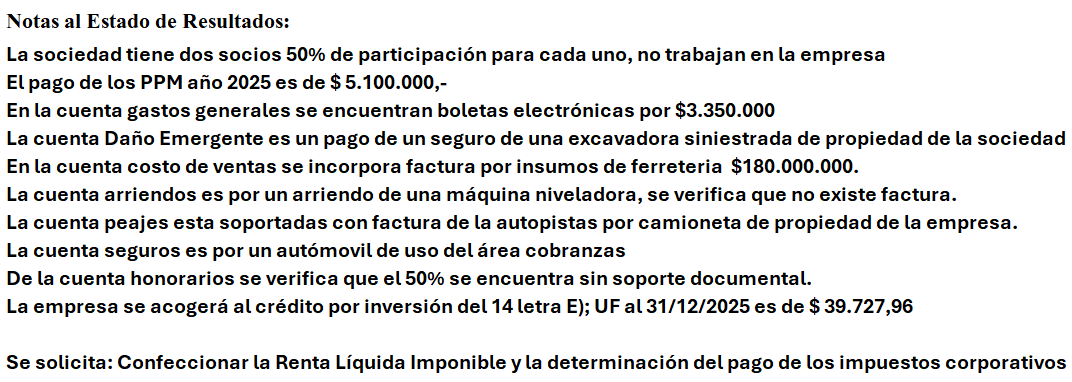 Notas al Estado de Resultados:
La sociedad tiene dos socios 50% de participación para cada uno, no trabajan en la empresa
El pago de los PPM año 2025 es de $ 5.100.000,-
En la cuenta gastos generales se encuentran boletas electrónicas por $3.350.000
La cuenta Daño Emergente es un pago de un seguro de una excavadora siniestrada de propiedad de la sociedad
En la cuenta costo de ventas se incorpora factura por insumos de ferreteria $180.000.000.
La cuenta arriendos es por un arriendo de una máquina niveladora, se verifica que no existe factura.
La cuenta peajes esta soportadas con factura de la autopistas por camioneta de propiedad de la empresa.
La cuenta seguros es por un autómovil de uso del área cobranzas
De la cuenta honorarios se verifica que el 50% se encuentra sin soporte documental.
La empresa se acogerá al crédito por inversión del 14 letra E); UF al 31/12/2025 es de $ 39.727,96
Se solicita: Confeccionar la Renta Líquida Imponible y la determinación del pago de los impuestos corporativos